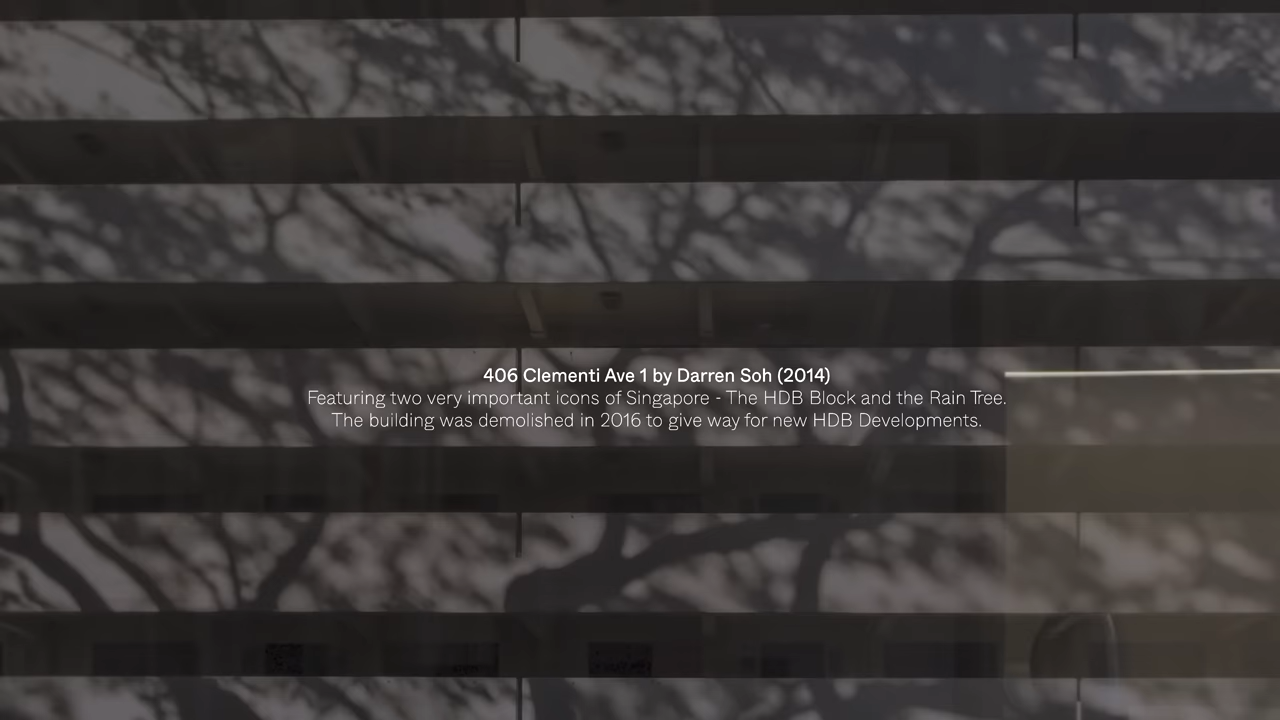 406 Clementi Ave 1 by Darren Soh (2014)
Featuring two very important icons of Singapore - The HDB Block and the Rain Tree.
The building was demolished in 2016 to give way for new HDB Developments.